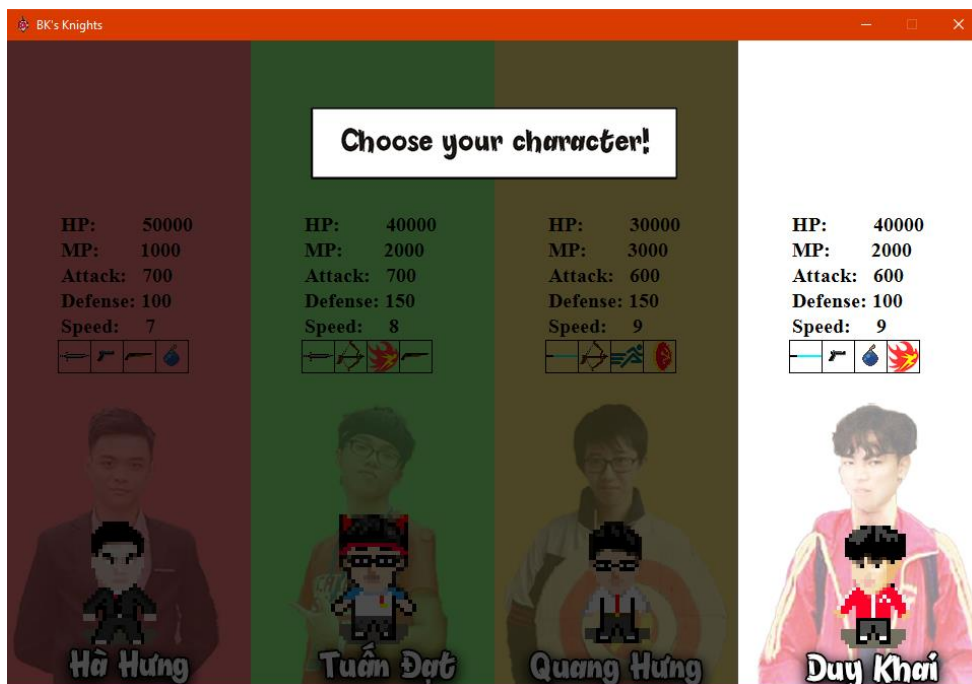 BK's Knights
Choose your character!
HP: 50000
MP: 1000
Attack: 700
Defense: 100
Speed: 7
HP: 40000
MP: 2000
Attack: 700
Defense: 150
Speed: 8
HP: 30000
MP: 3000
Attack: 600
Defense: 150
Speed: 9
HP: 40000
MP: 2000
Attack: 600
Defense: 100
Speed: 9
Hà Hưng
Tuấn Đạt
Quang Hưng
Duy Khai